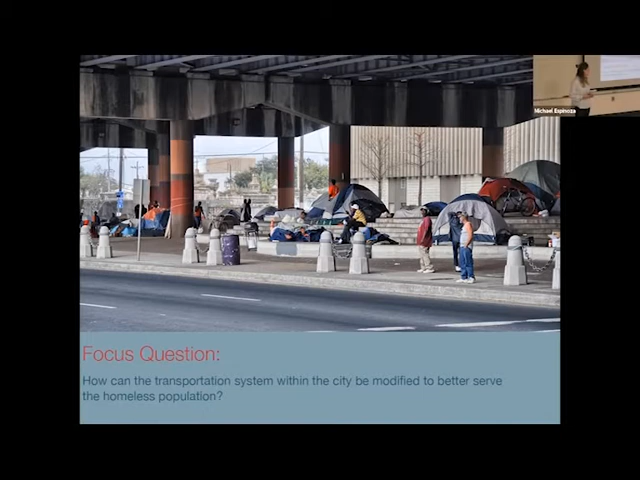 Michael Espinoza
Focus Question:
How can the transportation system within the city be modified to better serve
the homeless population?